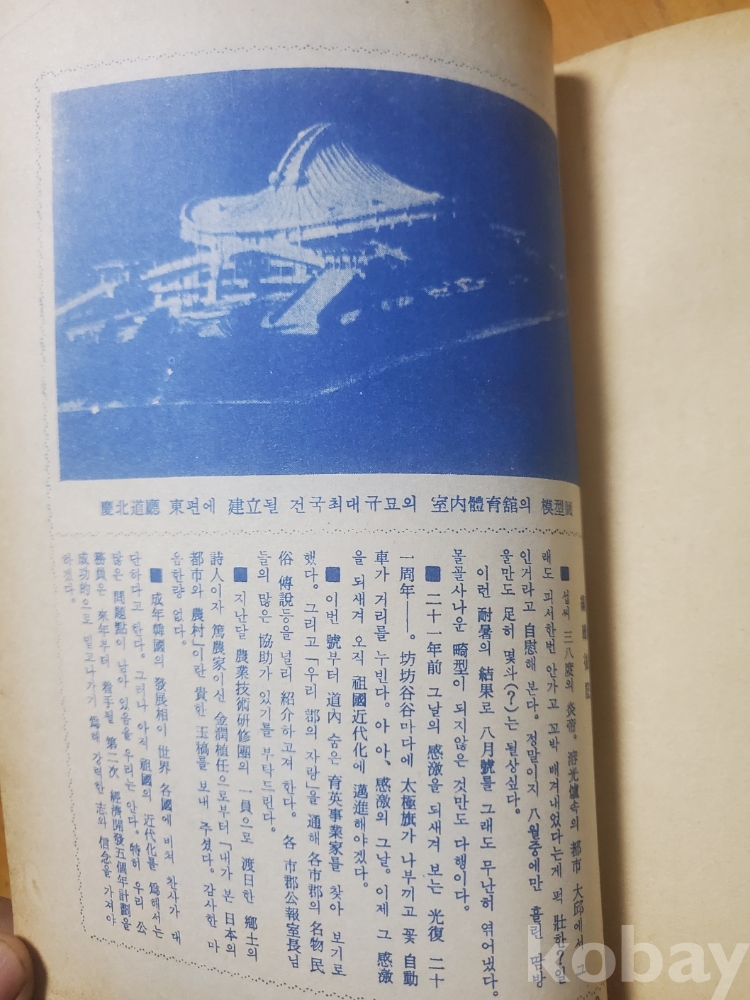 慶北道廳 東편에 建立될 건국최대규모의 室内體育舘의 模型圖
■ 섭씨 三八度의 炎帝。溶光爐속의 都市 大邱에서 그
래도 피서한번 안가고 꼬박 배겨내었다는게 퍽 壯한 일
인거라고 自慰해 본다。정말이지 八월중에만 흘린 땀방
울만도 족히 몇斗(?)는 될상싶다。
이런 耐暑의 結果로 八月號를 그래도 무난히 엮어냈다。
몰골사나운 畸型이 되지않은 것만도 다행이다。
■ 二十一年前 그날의 感激을 되새겨 보는 光復 二十
一周年──。坊坊谷谷마다에 太極旗가 나부끼고 꽃自動
車가 거리를 누빈다。아아、感激의 그날。이제 그 感激
을 되새겨 오직 祖國近代化에 邁進해야겠다。
■ 이번 號부터 道內 숨은 育英事業家를 찾아 보기로
했다。그리고「우리 郡의 자랑」을 통해 各市郡의 名物 民
俗 傳說등을 널리 紹介하고져 한다。各 市郡公報室長님
들의 많은 協助가 있기를 부탁드린다。
■ 지난달 農業技術研修團의 一員으로 渡日한 鄕土의
詩人이자 篤農家이신 金潤植任으로부터「내가 본 日本의
都市와 農村」이란 貴한 玉稿를 보내 주셨다。감사한 마
음한량 없다。
■ 成年韓國의 發展相이 世界 各國에 비쳐 찬사가 대
단하다고 한다。그러나 아직 祖國의 近代化를 爲해서는
많은 問題點이 남아 있음을 우리는 안다。특히 우리 公
務員은 來年부터 着手될 第二次 經濟開發五個年計劃을
成功的으로 밀고나가기 爲해 강력한 志와 信念을 가져야
하겠다。
kobay